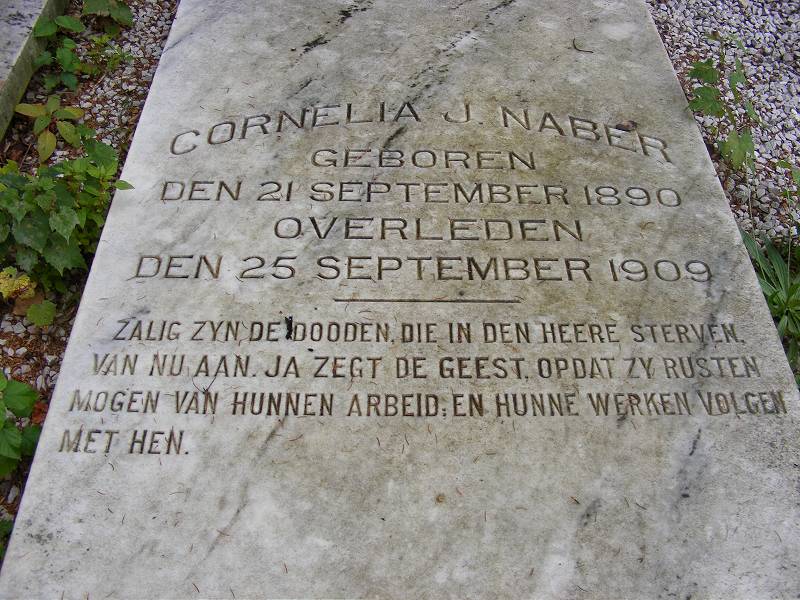 CORNELIA J. NABER
GEBOREN
DEN 21 SEPTEMBER 1890
OVERLEDEN
DEN 25 SEPTEMBER 1909
ZALIG ZYN DE DOODEN, DIE IN DEN HEERE STERVEN,
VAN NU AAN. JA ZEGT DE GEEST, OPDAT ZY RUSTEN
MOGEN VAN HUNNEN ARBEID; EN HUNNE WERKEN VOLGEN
MET HEN.